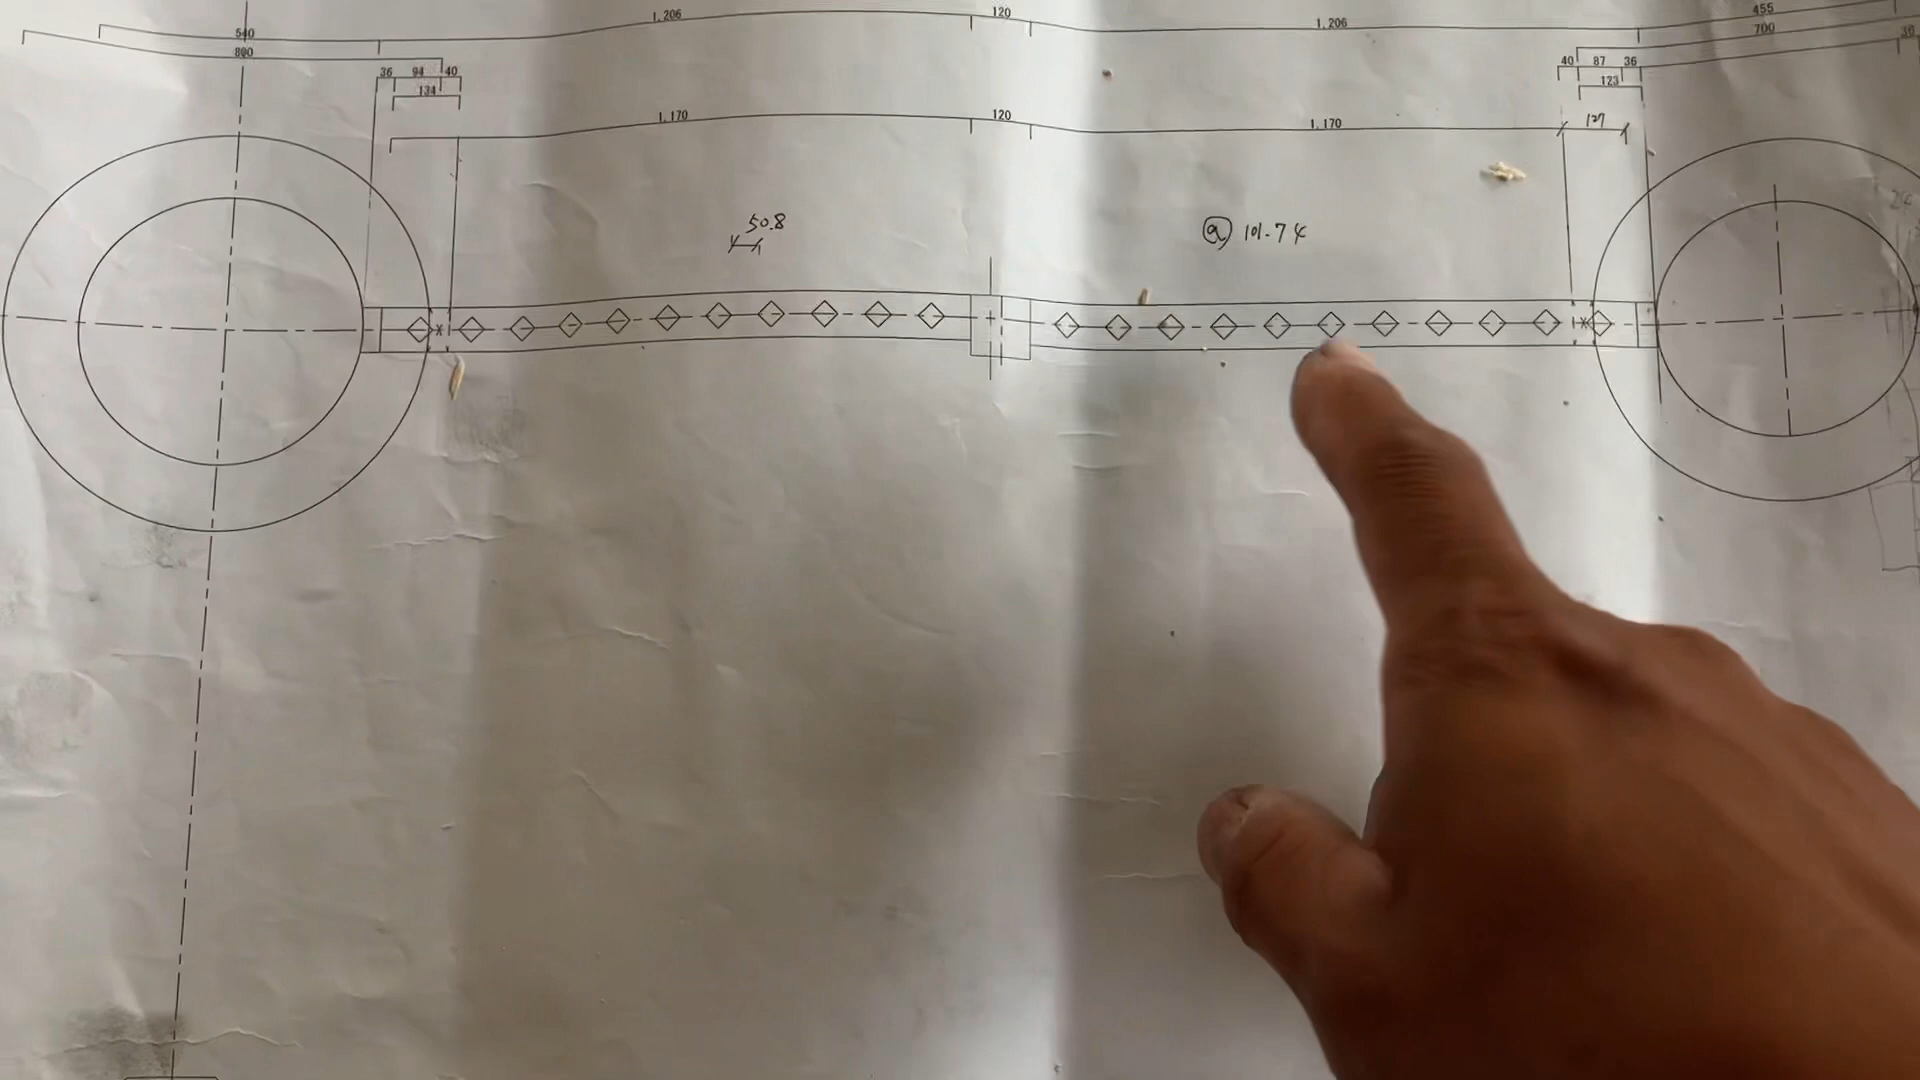 1,206 120 1,206 455
540 700
800 36
36 94 40 40 87 36
134 123
1,170 120 1,170 127
50.8 @ 101.74